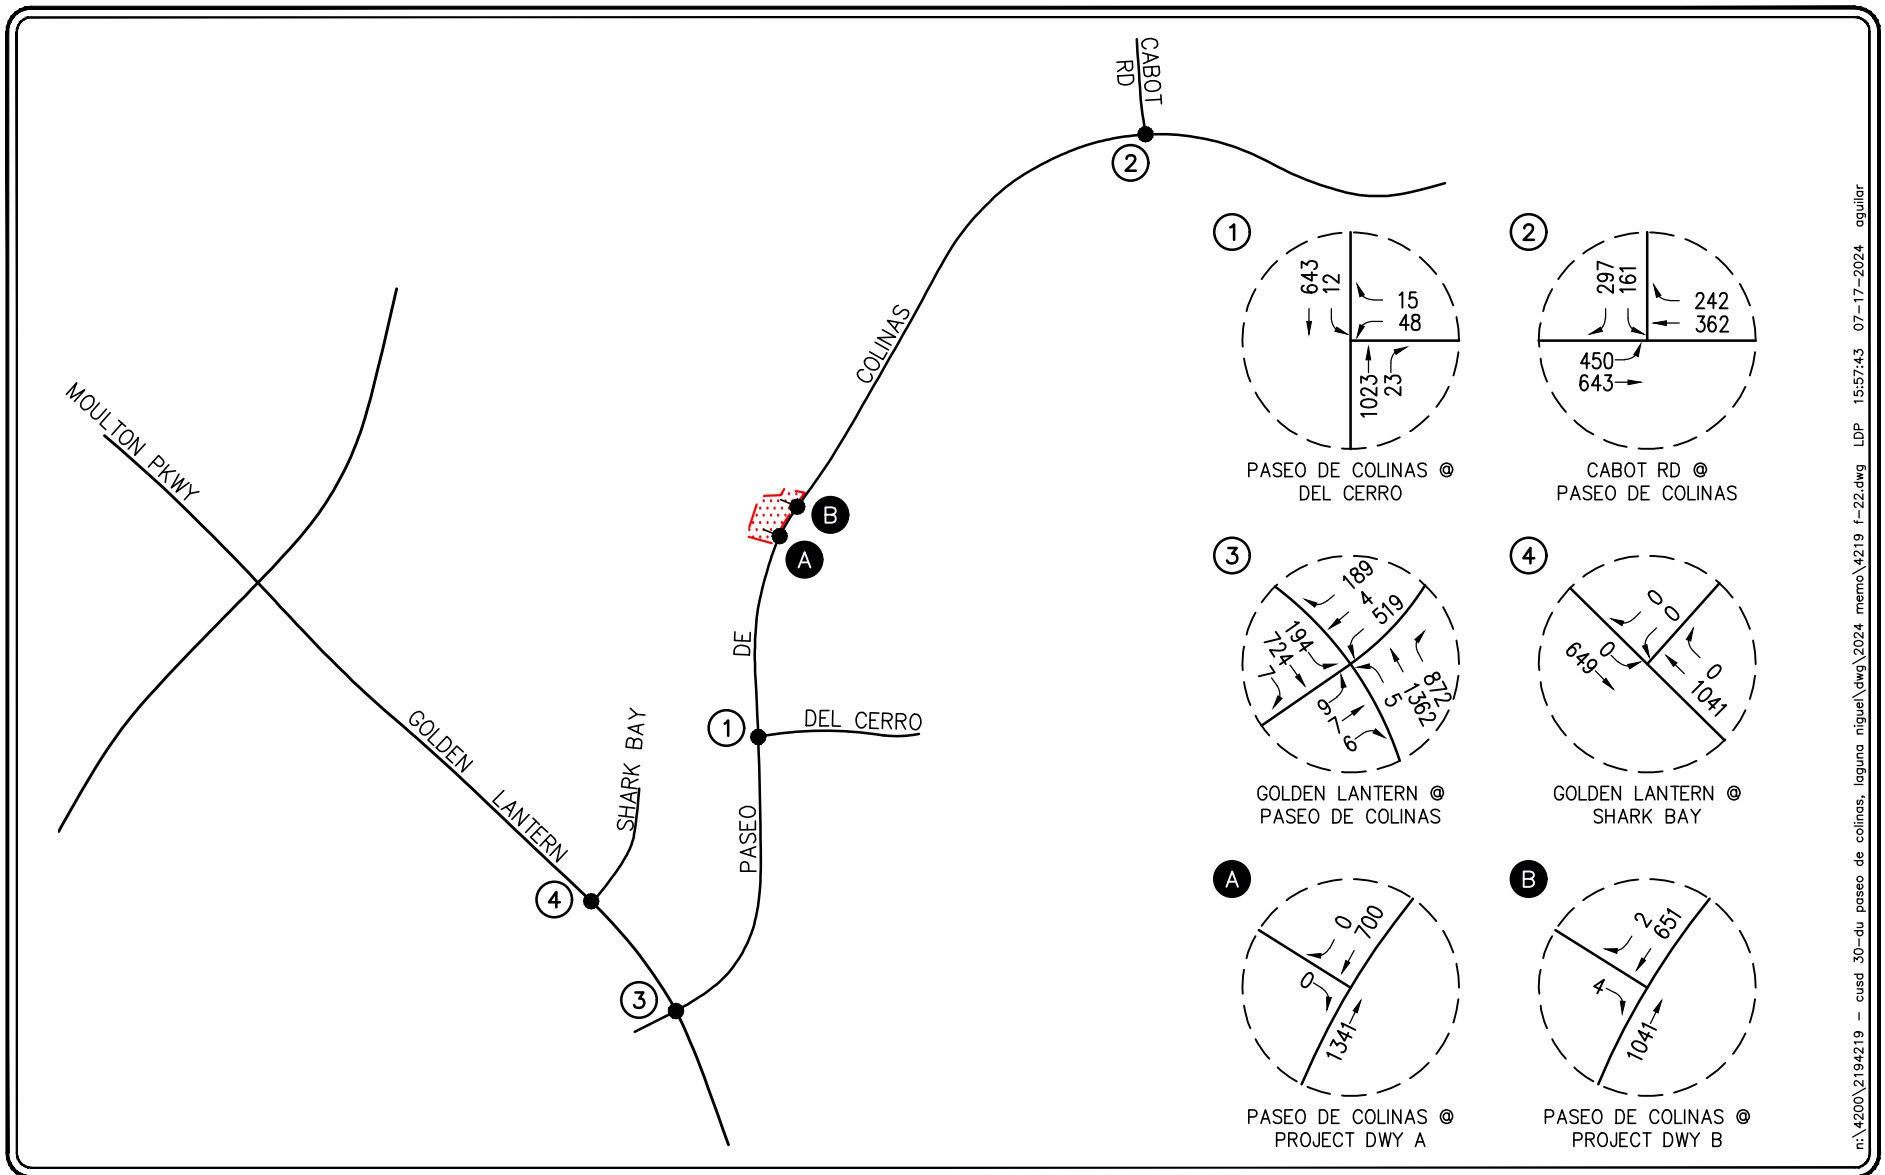 CABOT
RD
2
COLINAS
MOULTON PKWY
B
A
DE
1
DEL CERRO
GOLDEN
LANTERN
SHARK BAY
PASEO
4
3
1
643
12
15
48
1023
23
PASEO DE COLINAS @
DEL CERRO
2
297
161
242
362
450
643
CABOT RD @
PASEO DE COLINAS
3
189
4
519
194
724
7
872
1362
5
9
7
6
GOLDEN LANTERN @
PASEO DE COLINAS
4
0
0
0
649
0
1041
GOLDEN LANTERN @
SHARK BAY
A
0
700
0
1341
PASEO DE COLINAS @
PROJECT DWY A
B
2
651
4
1041
PASEO DE COLINAS @
PROJECT DWY B
n:\4200\2194219 - cusd 30-du paseo de colinas, laguna niguel\dwg\2024 memo\4219 f-22.dwg LDP 15:57:43 07-17-2024 aguilar